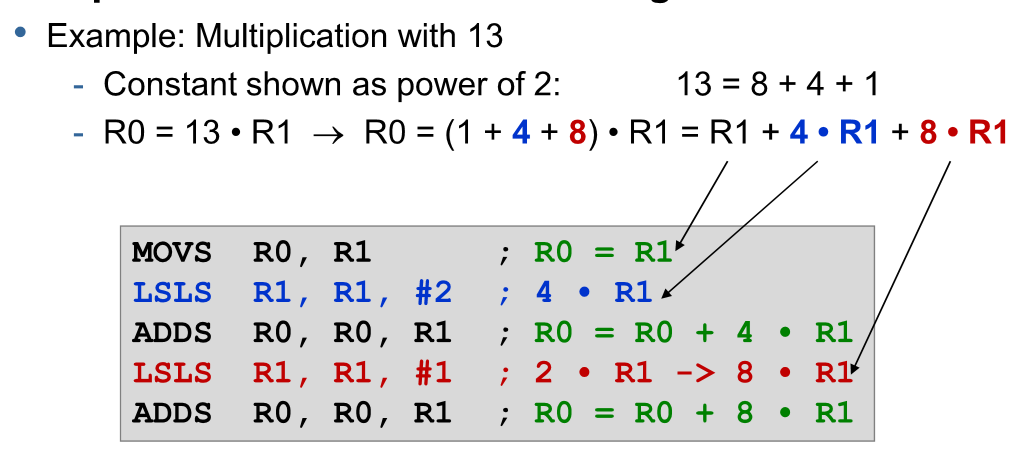 • Example: Multiplication with 13
- Constant shown as power of 2: 13 = 8 + 4 + 1
- R0 = 13 • R1 → R0 = (1 + 4 + 8) • R1 = R1 + 4 • R1 + 8 • R1
MOVS R0, R1 ; R0 = R1
LSLS R1, R1, #2 ; 4 • R1
ADDS R0, R0, R1 ; R0 = R0 + 4 • R1
LSLS R1, R1, #1 ; 2 • R1 -> 8 • R1
ADDS R0, R0, R1 ; R0 = R0 + 8 • R1